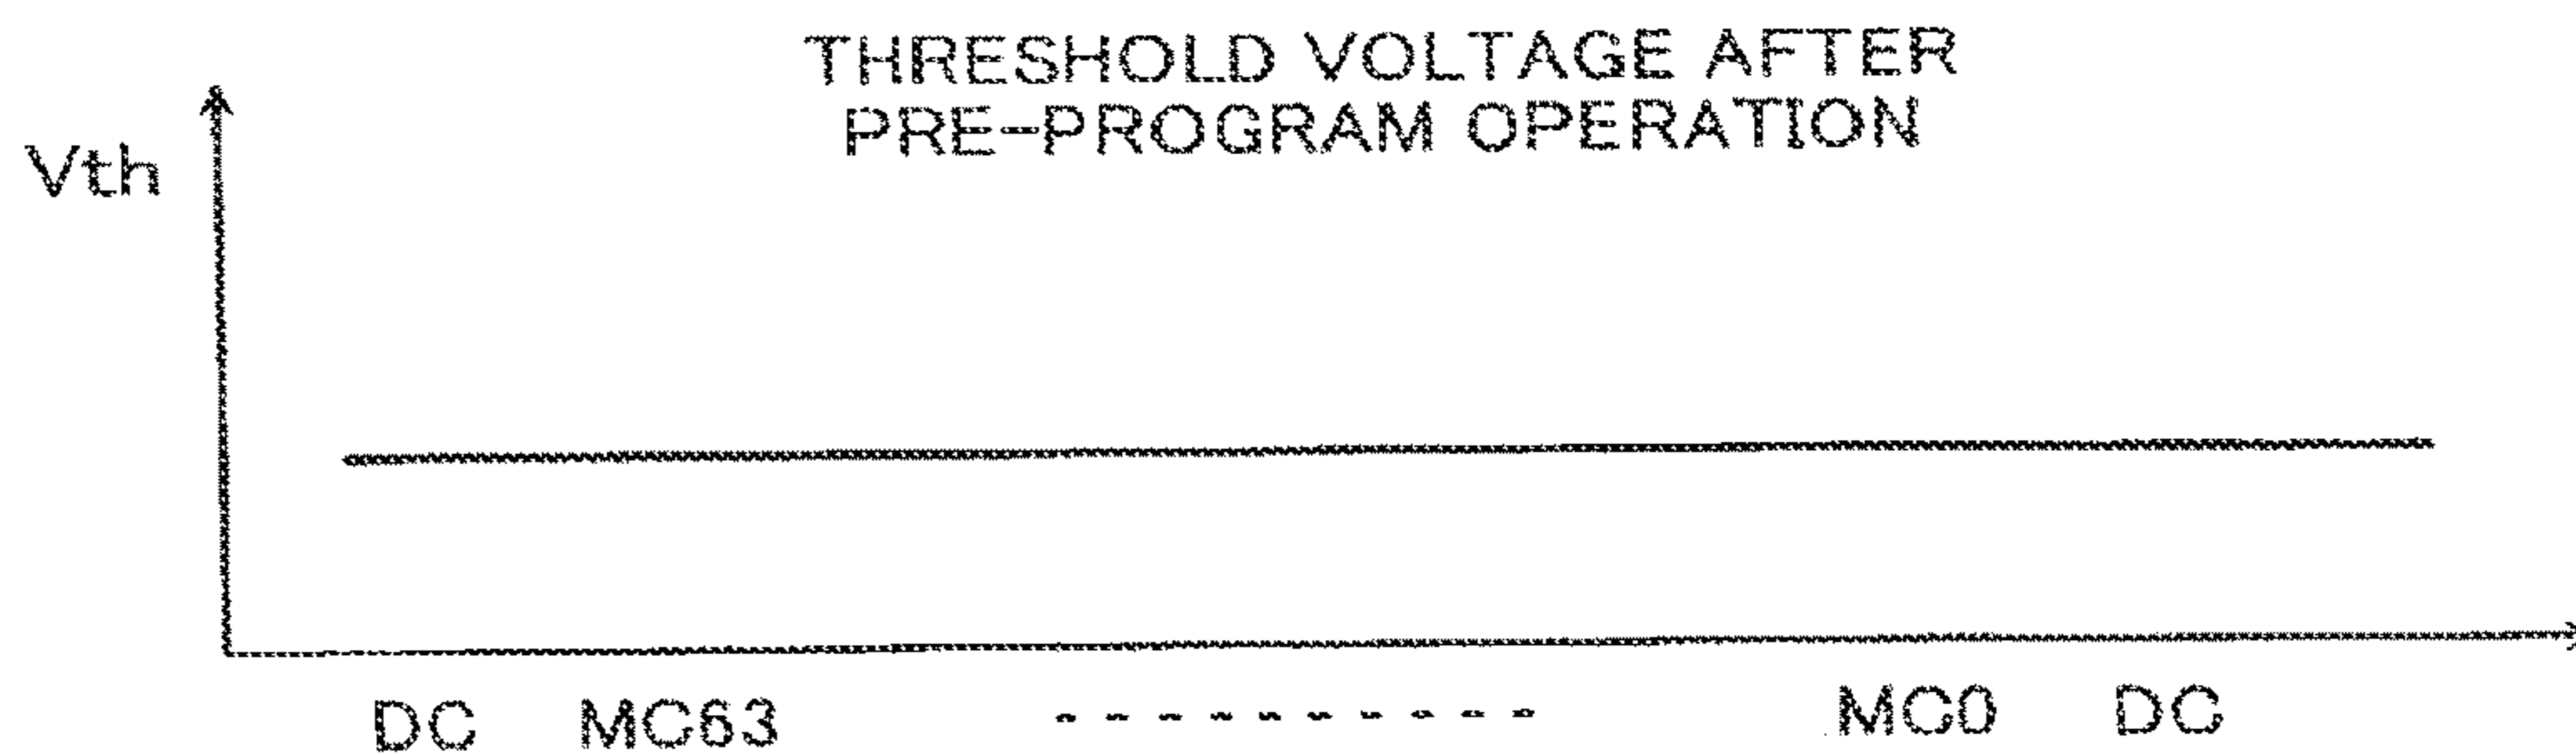 THRESHOLD VOLTAGE AFTER
PRE-PROGRAM OPERATION
Vth
DC MC63 - - - - - - - - - - MC0 DC